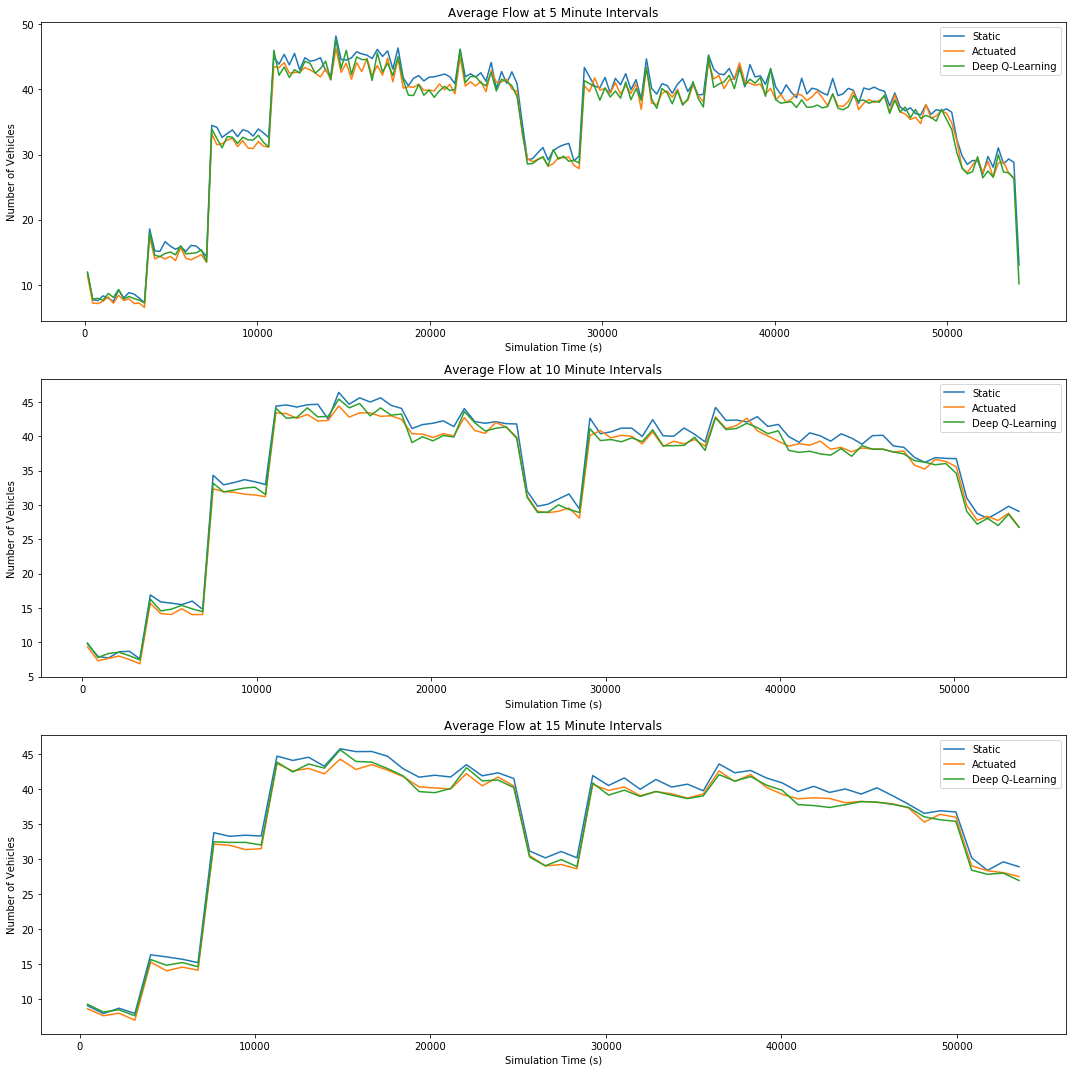 Average Flow at 5 Minute Intervals
Static
Actuated
Deep Q-Learning
Number of Vehicles
50
40
30
20
10
0
10000
20000
30000
40000
50000
Simulation Time (s)
Average Flow at 10 Minute Intervals
Static
Actuated
Deep Q-Learning
Number of Vehicles
45
40
35
30
25
20
15
10
5
0
10000
20000
30000
40000
50000
Simulation Time (s)
Average Flow at 15 Minute Intervals
Static
Actuated
Deep Q-Learning
Number of Vehicles
45
40
35
30
25
20
15
10
0
10000
20000
30000
40000
50000
Simulation Time (s)